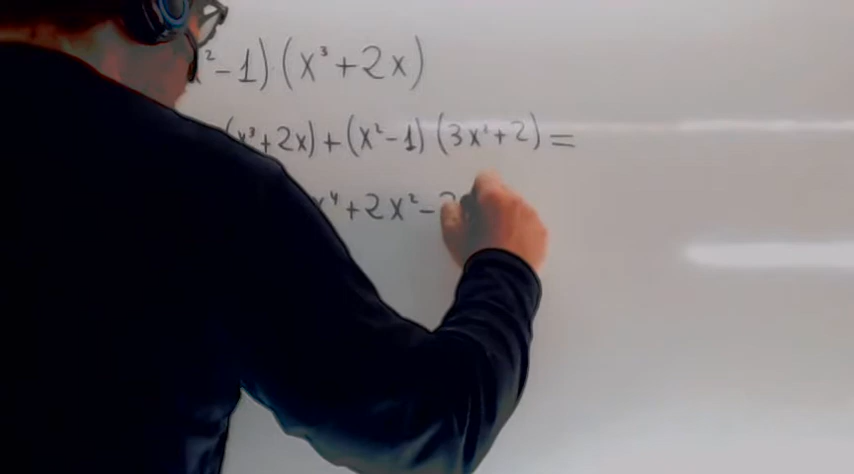 ²-1)(x³+2x)
(x³+2x)+(x²-1)(3x²+2)=
x⁴+2x²-